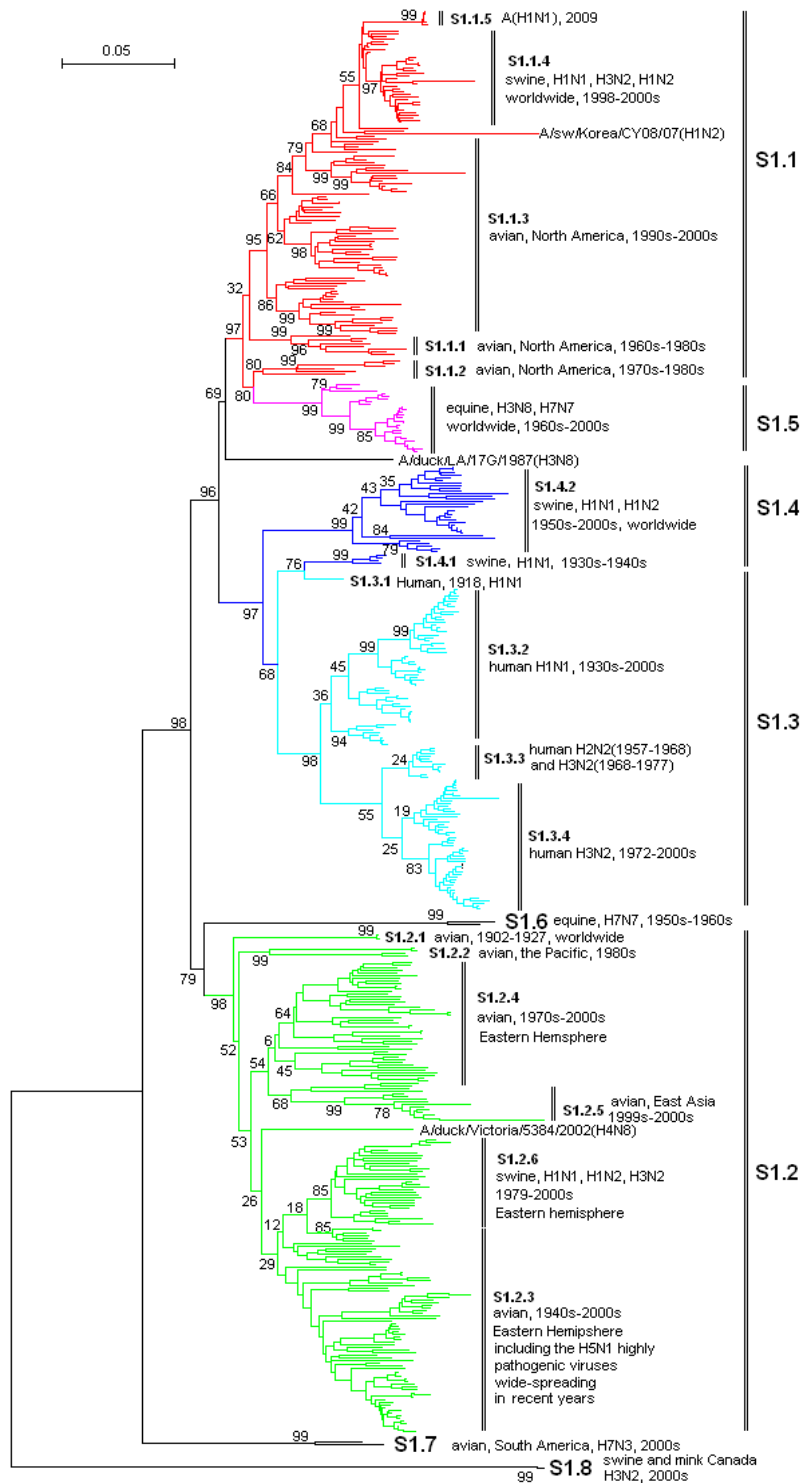 99
S1.1.5 A(H1N1), 2009
0.05
S1.1.4
swine, H1N1, H3N2, H1N2
worldwide, 1998-2000s
55
97
S1.1
68
A/sw/Korea/CY08/07(H1N2)
79
84
99
99
66
S1.1.3
avian, North America, 1990s-2000s
95
62
98
32
86
99
99
97
99
96
S1.1.1 avian, North America, 1960s-1980s
80
99
S1.1.2 avian, North America, 1970s-1980s
80
79
69
99
equine, H3N8, H7N7
worldwide, 1960s-2000s
S1.5
85
A/duck/LA/17G/1987(H3N8)
96
35
43
S1.4.2
swine, H1N1, H1N2
1950s-2000s, worldwide
S1.4
42
99
84
79
99
S1.4.1 swine, H1N1, 1930s-1940s
76
S1.3.1 Human, 1918, H1N1
97
99
99
S1.3.2
human H1N1, 1930s-2000s
45
68
36
94
S1.3
98
98
24
S1.3.3 human H2N2(1957-1968)
and H3N2(1968-1977)
55
19
S1.3.4
human H3N2, 1972-2000s
25
83
99
S1.6 equine, H7N7, 1950s-1960s
99
S1.2.1 avian, 1902-1927, worldwide
99
S1.2.2 avian, the Pacific, 1980s
79
98
S1.2.4
avian, 1970s-2000s
Eastern Hemsphere
64
6
52
54
45
68
99
78
S1.2.5
avian, East Asia
1999s-2000s
53
A/duck/Victoria/5384/2002(H4N8)
S1.2
S1.2.6
swine, H1N1, H1N2, H3N2
1979-2000s
Eastern hemisphere
26
85
18
12
85
29
S1.2.3
avian, 1940s-2000s
Eastern Hemipshere
including the H5N1 highly
pathogenic viruses
wide-spreading
in recent years
99
S1.7 avian, South America, H7N3, 2000s
99
S1.8 swine and mink Canada
H3N2, 2000s